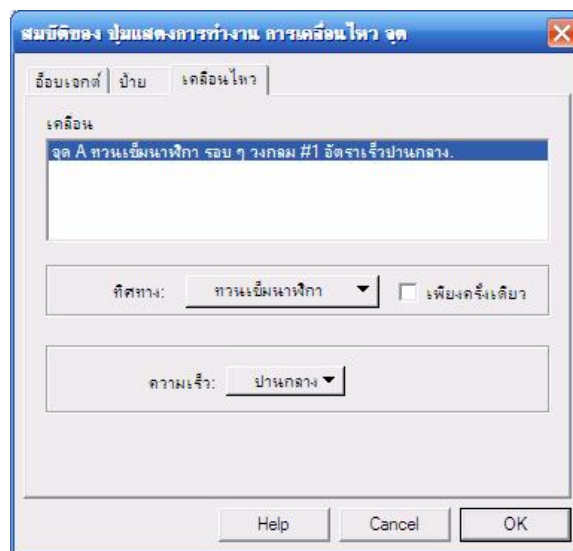 สมบัติของ ปุ่มแสดงการทำงาน การเคลื่อนไหว จุด
อ็อบเจกต์ ป้าย เคลื่อนไหว
เคลื่อน
จุด A ทวนเข็มนาฬิกา รอบ ๆ วงกลม #1 อัตราเร็วปานกลาง.
ทิศทาง: ทวนเข็มนาฬิกา เพียงครั้งเดียว
ความเร็ว: ปานกลาง
Help Cancel OK